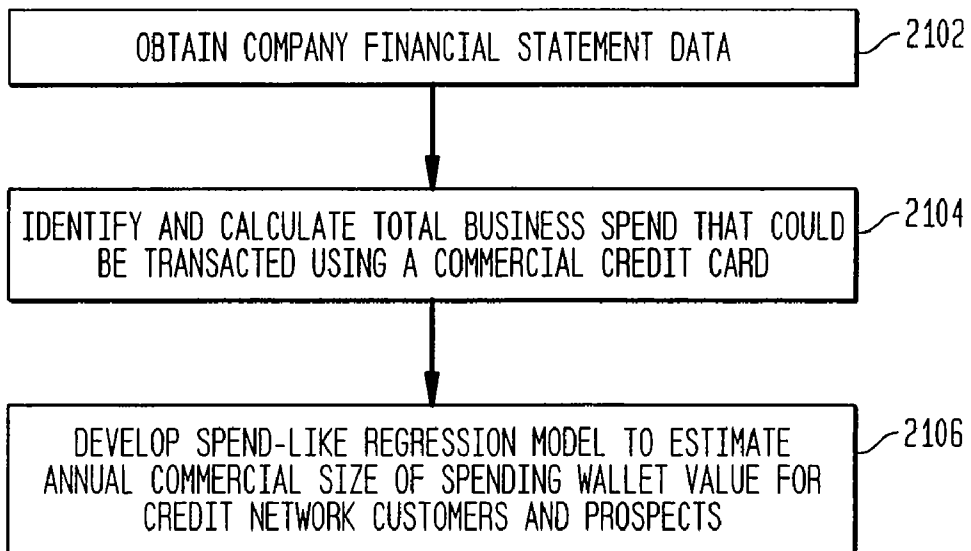 OBTAIN COMPANY FINANCIAL STATEMENT DATA
2102
IDENTIFY AND CALCULATE TOTAL BUSINESS SPEND THAT COULD
BE TRANSACTED USING A COMMERCIAL CREDIT CARD
2104
DEVELOP SPEND-LIKE REGRESSION MODEL TO ESTIMATE
ANNUAL COMMERCIAL SIZE OF SPENDING WALLET VALUE FOR
CREDIT NETWORK CUSTOMERS AND PROSPECTS
2106